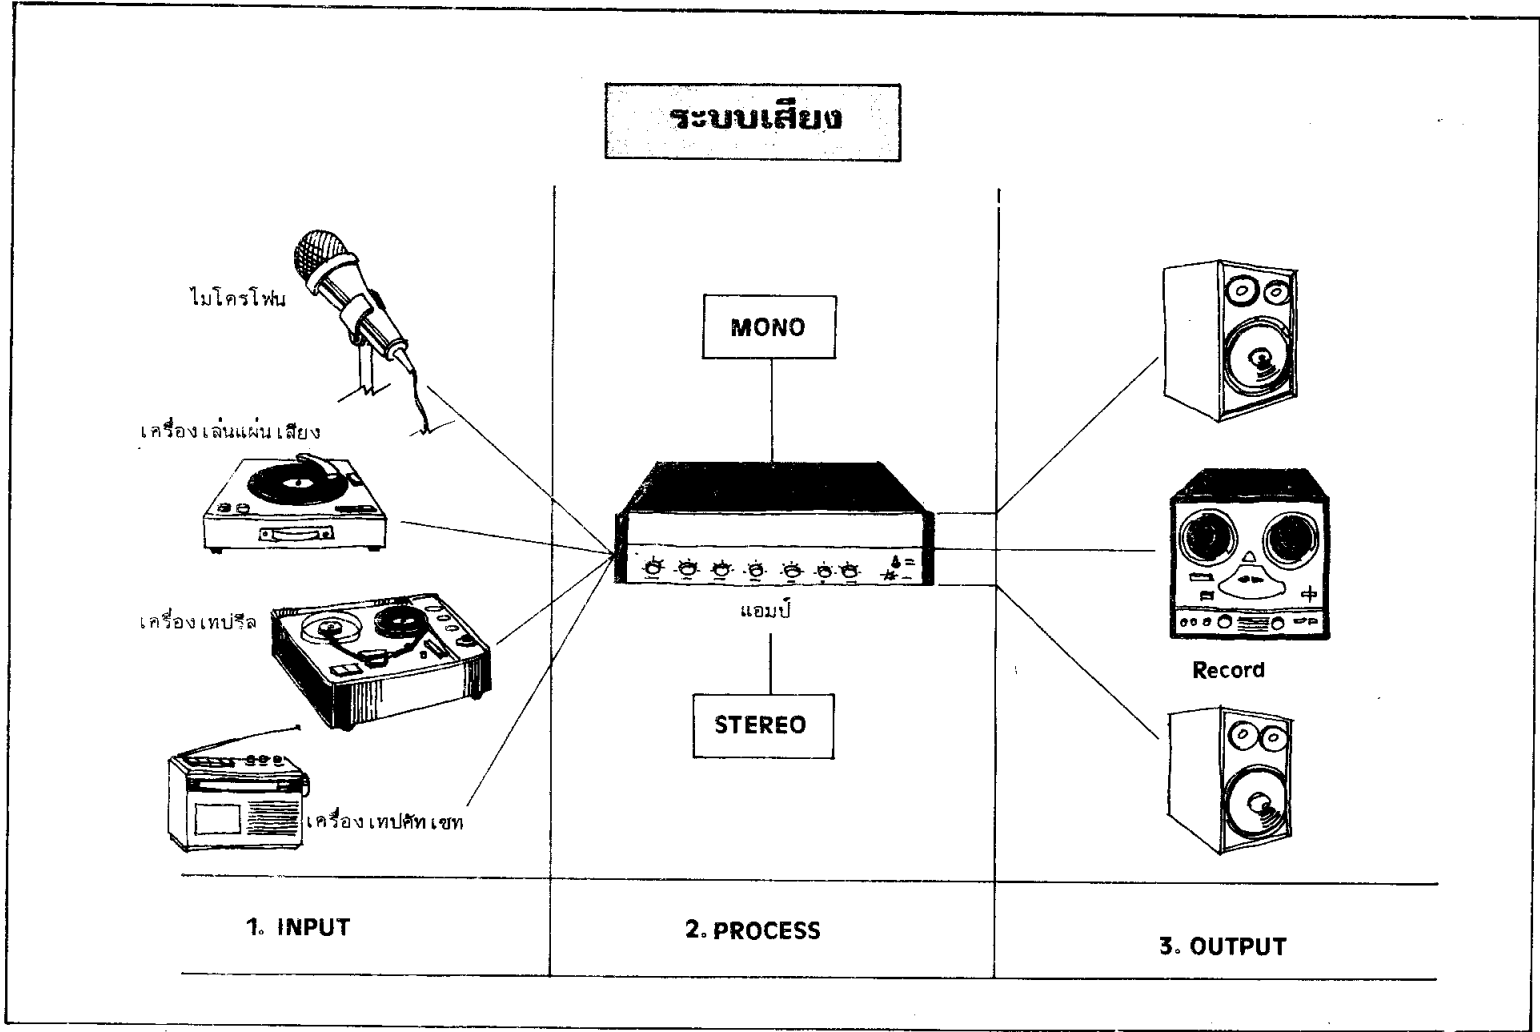 ระบบเสียง
ไมโครโฟน
เครื่องเล่นแผ่นเสียง
เครื่องเทปรีล
เครื่องเทปคัทเซท
MONO
แอมป์
STEREO
Record
1. INPUT
2. PROCESS
3. OUTPUT